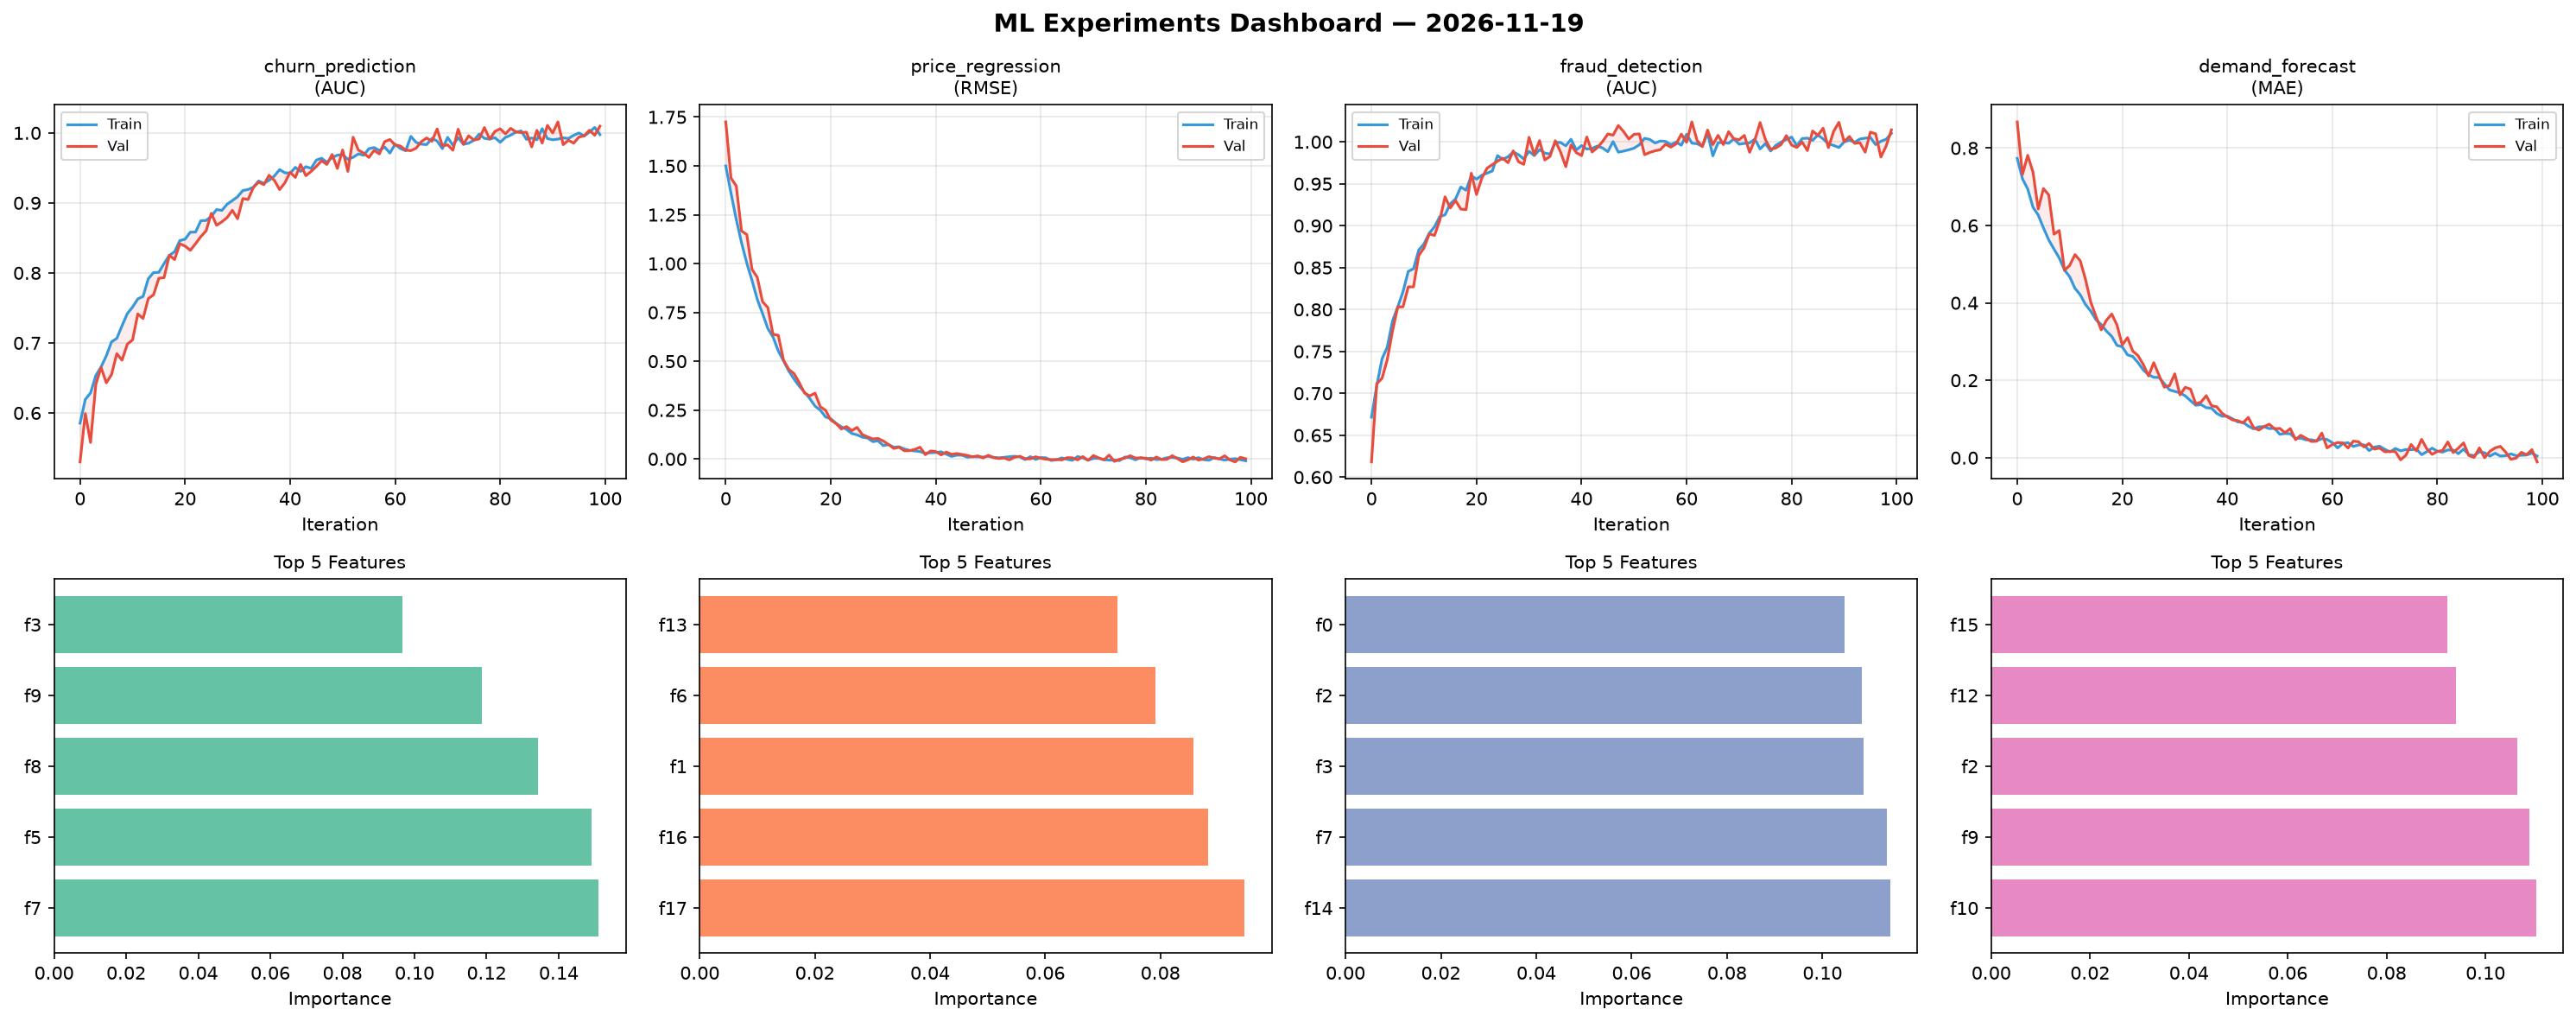 ML Experiments Dashboard — 2026-11-19
churn_prediction
(AUC)
Train
Val
1.0
0.9
0.8
0.7
0.6
0 20 40 60 80 100
Iteration
price_regression
(RMSE)
Train
Val
1.75
1.50
1.25
1.00
0.75
0.50
0.25
0.00
0 20 40 60 80 100
Iteration
fraud_detection
(AUC)
Train
Val
1.00
0.95
0.90
0.85
0.80
0.75
0.70
0.65
0.60
0 20 40 60 80 100
Iteration
demand_forecast
(MAE)
Train
Val
0.8
0.6
0.4
0.2
0.0
0 20 40 60 80 100
Iteration
Top 5 Features
f3
f9
f8
f5
f7
0.00 0.02 0.04 0.06 0.08 0.10 0.12 0.14
Importance
Top 5 Features
f13
f6
f1
f16
f17
0.00 0.02 0.04 0.06 0.08
Importance
Top 5 Features
f0
f2
f3
f7
f14
0.00 0.02 0.04 0.06 0.08 0.10
Importance
Top 5 Features
f15
f12
f2
f9
f10
0.00 0.02 0.04 0.06 0.08 0.10
Importance